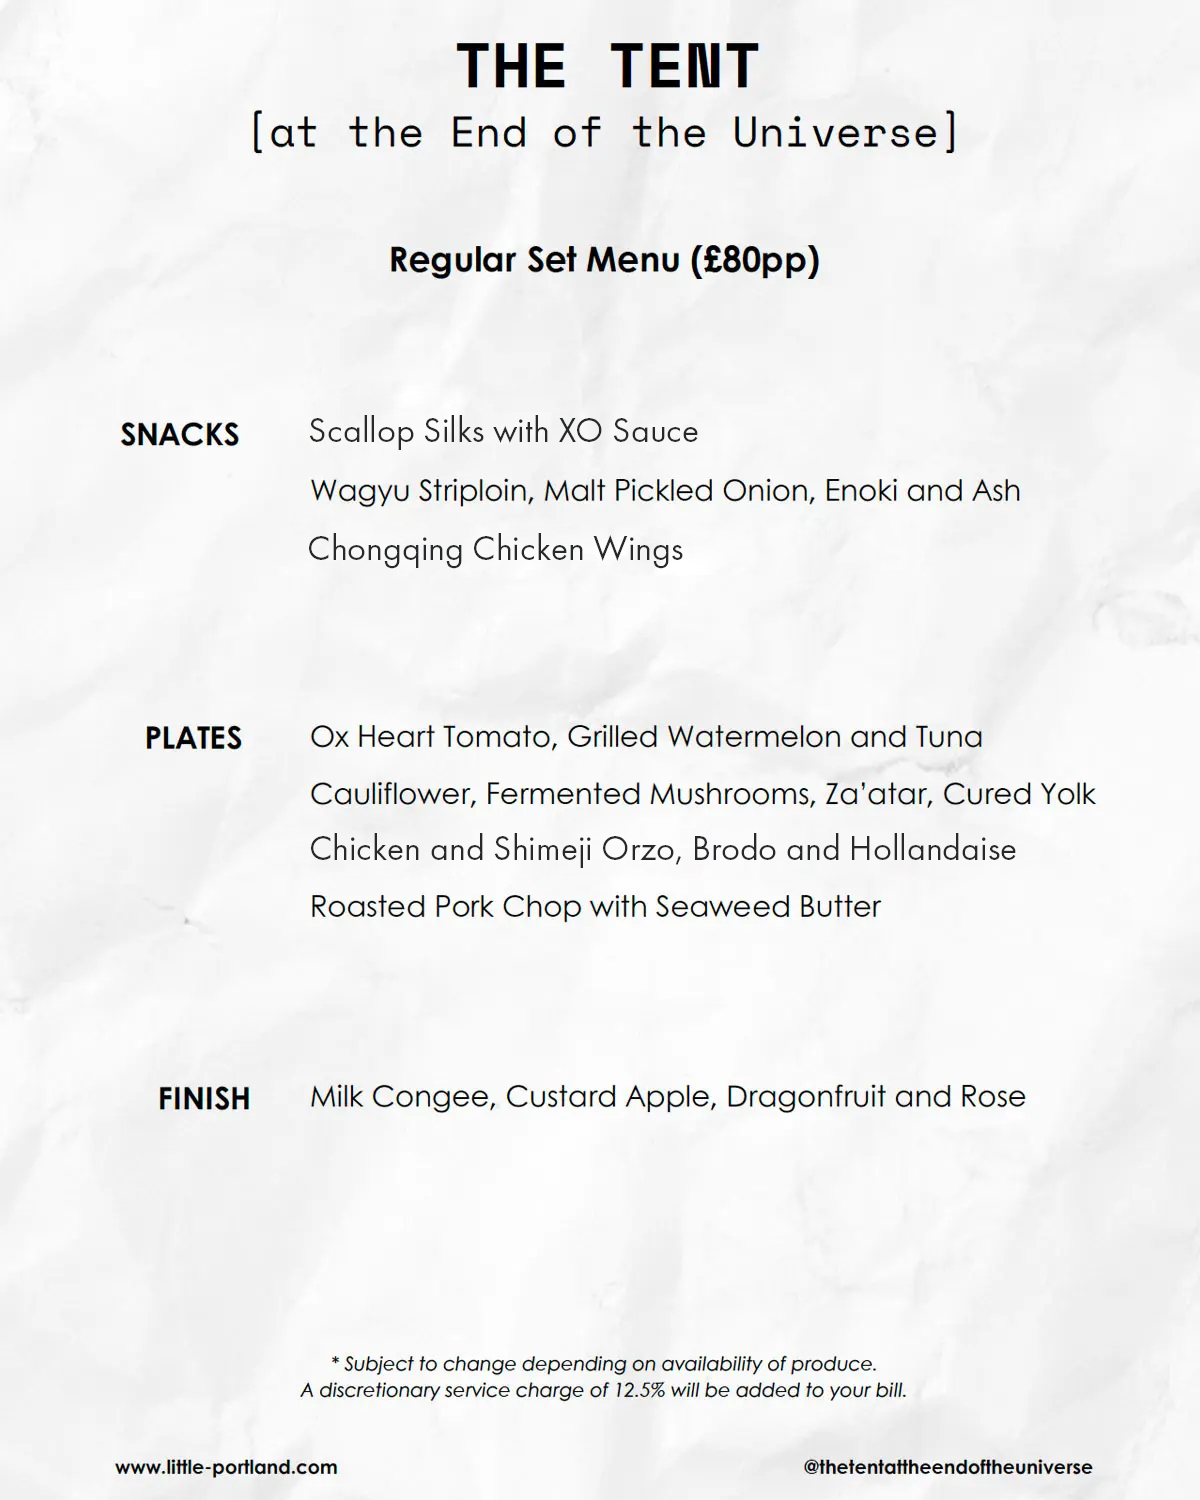 THE TENT
[at the End of the Universe]
Regular Set Menu (£80pp)
SNACKS
Scallop Silks with XO Sauce
Wagyu Striploin, Malt Pickled Onion, Enoki and Ash
Chongqing Chicken Wings
PLATES
Ox Heart Tomato, Grilled Watermelon and Tuna
Cauliflower, Fermented Mushrooms, Za’atar, Cured Yolk
Chicken and Shimeji Orzo, Brodo and Hollandaise
Roasted Pork Chop with Seaweed Butter
FINISH
Milk Congee, Custard Apple, Dragonfruit and Rose
* Subject to change depending on availability of produce.
A discretionary service charge of 12.5% will be added to your bill.
www.little-portland.com
@thetentattheendoftheuniverse